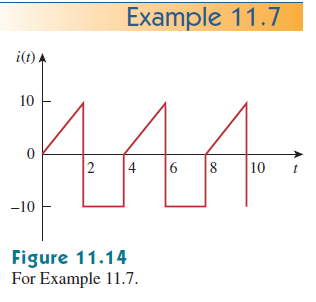 Example 11.7
i(t)
10
0
2 4 6 8 10 t
–10
Figure 11.14
For Example 11.7.